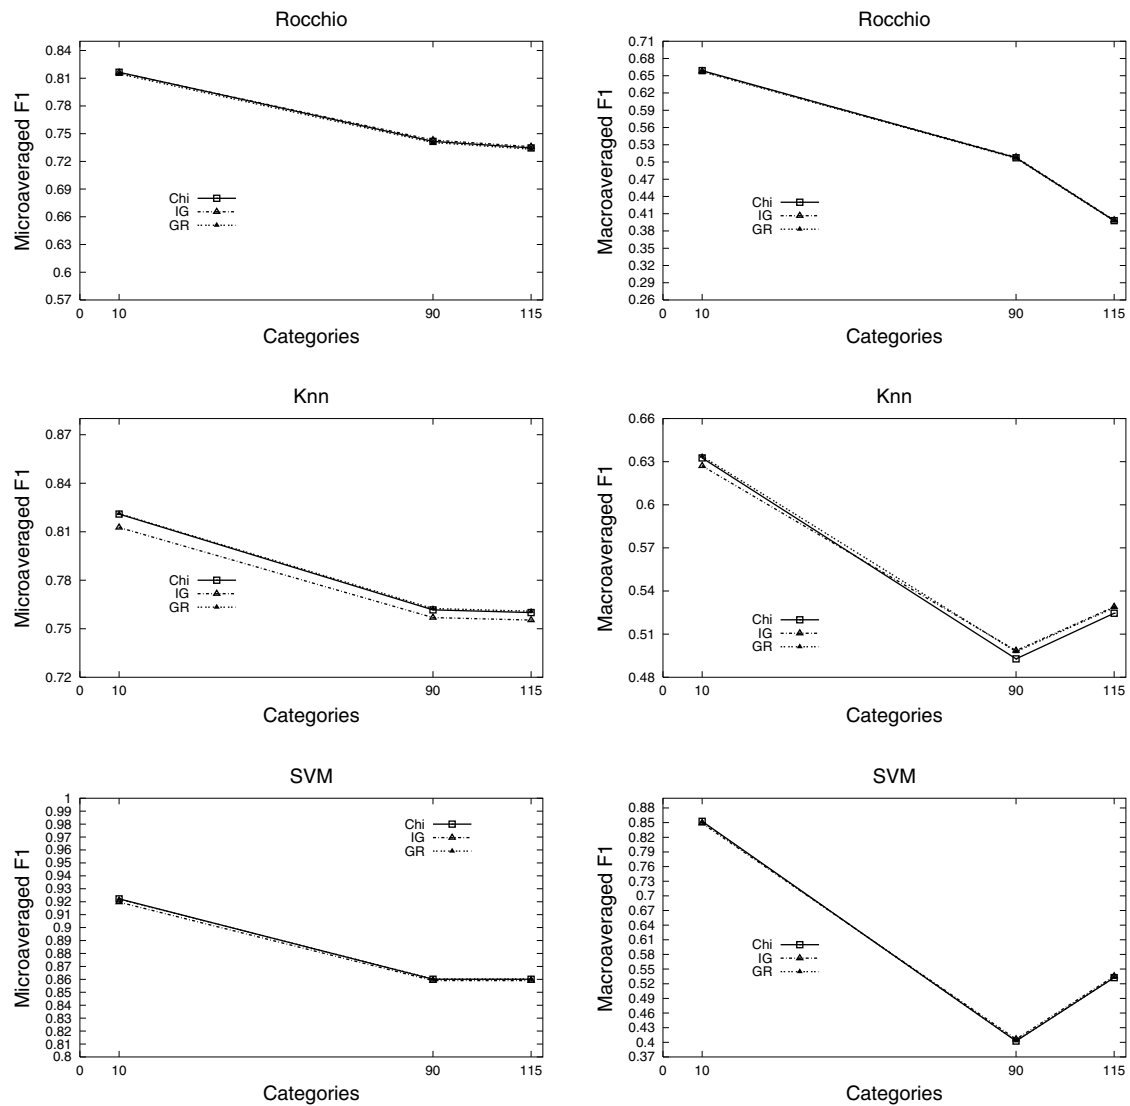 Rocchio
Microaveraged F1
0.84
0.81
0.78
0.75
0.72
0.69
0.66
0.63
0.6
0.57
Chi
IG
GR
0 10 90 115
Categories
Rocchio
Macroaveraged F1
0.71
0.68
0.65
0.62
0.59
0.56
0.53
0.5
0.47
0.44
0.41
0.38
0.35
0.32
0.29
0.26
Chi
IG
GR
0 10 90 115
Categories
Knn
Microaveraged F1
0.87
0.84
0.81
0.78
0.75
0.72
Chi
IG
GR
0 10 90 115
Categories
Knn
Macroaveraged F1
0.66
0.63
0.6
0.57
0.54
0.51
0.48
Chi
IG
GR
0 10 90 115
Categories
SVM
Microaveraged F1
1
0.99
0.98
0.97
0.96
0.95
0.94
0.93
0.92
0.91
0.9
0.89
0.88
0.87
0.86
0.85
0.84
0.83
0.82
0.81
0.8
Chi
IG
GR
0 10 90 115
Categories
SVM
Macroaveraged F1
0.88
0.85
0.82
0.79
0.76
0.73
0.7
0.67
0.64
0.61
0.58
0.55
0.52
0.49
0.46
0.43
0.4
0.37
Chi
IG
GR
0 10 90 115
Categories